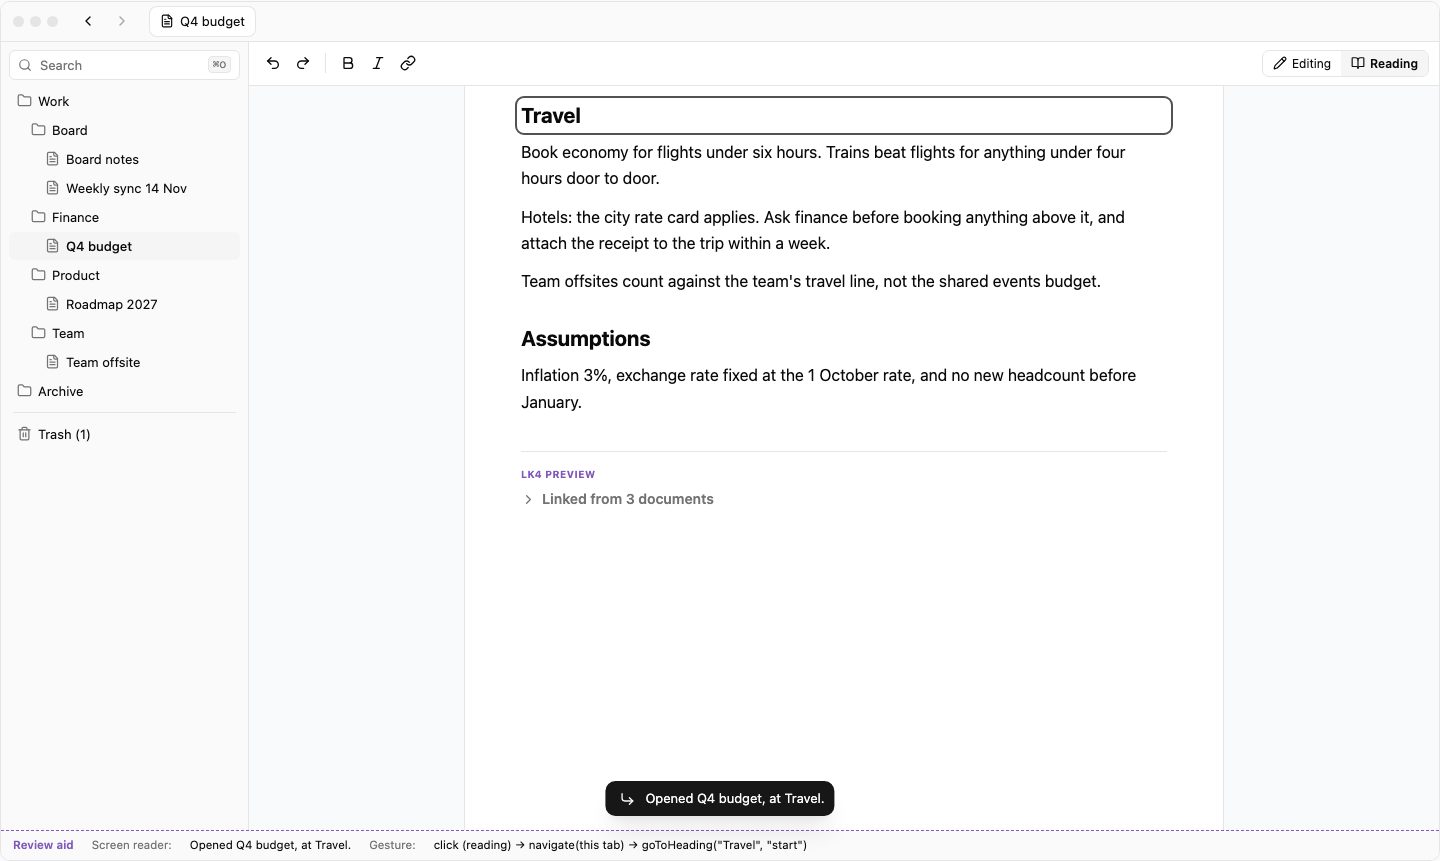 Q4 budget
Search ⌘O
Work
Board
Board notes
Weekly sync 14 Nov
Finance
Q4 budget
Product
Roadmap 2027
Team
Team offsite
Archive
Trash (1)
B I
Editing Reading
Travel
Book economy for flights under six hours. Trains beat flights for anything under four
hours door to door.
Hotels: the city rate card applies. Ask finance before booking anything above it, and
attach the receipt to the trip within a week.
Team offsites count against the team's travel line, not the shared events budget.
Assumptions
Inflation 3%, exchange rate fixed at the 1 October rate, and no new headcount before
January.
LK4 PREVIEW
Linked from 3 documents
Opened Q4 budget, at Travel.
Review aid Screen reader: Opened Q4 budget, at Travel. Gesture: click (reading) → navigate(this tab) → goToHeading("Travel", "start")